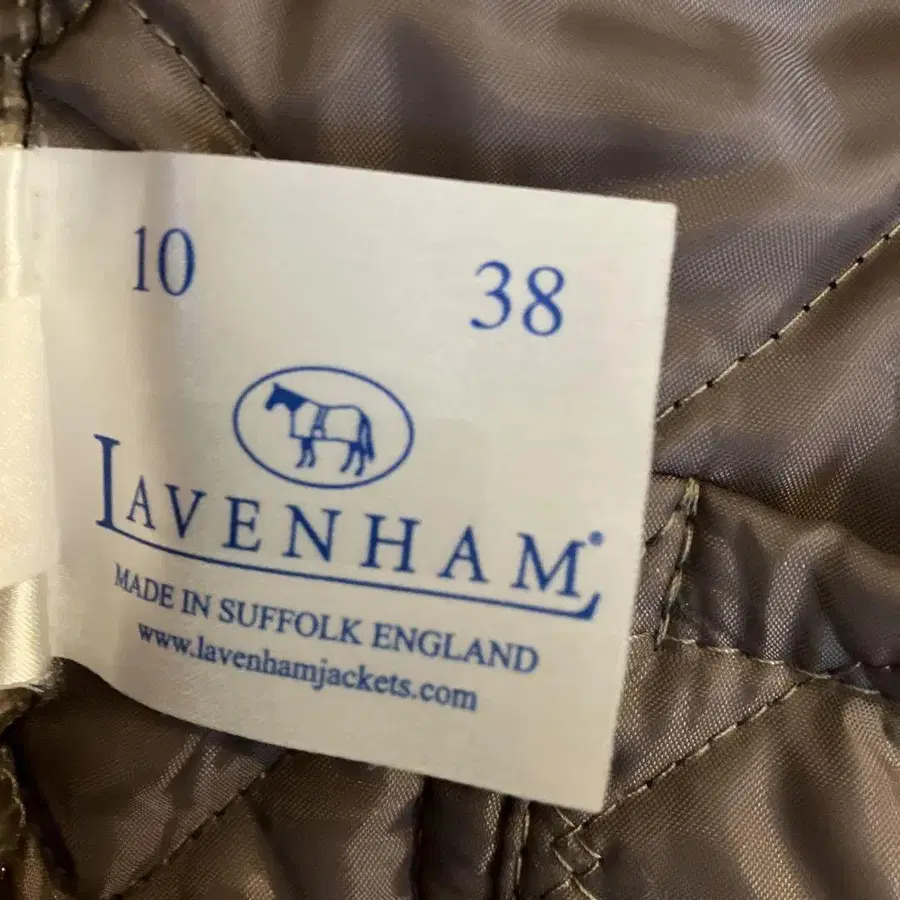 10 38
LAVENHAM®
MADE IN SUFFOLK ENGLAND
www.lavenhamjackets.com